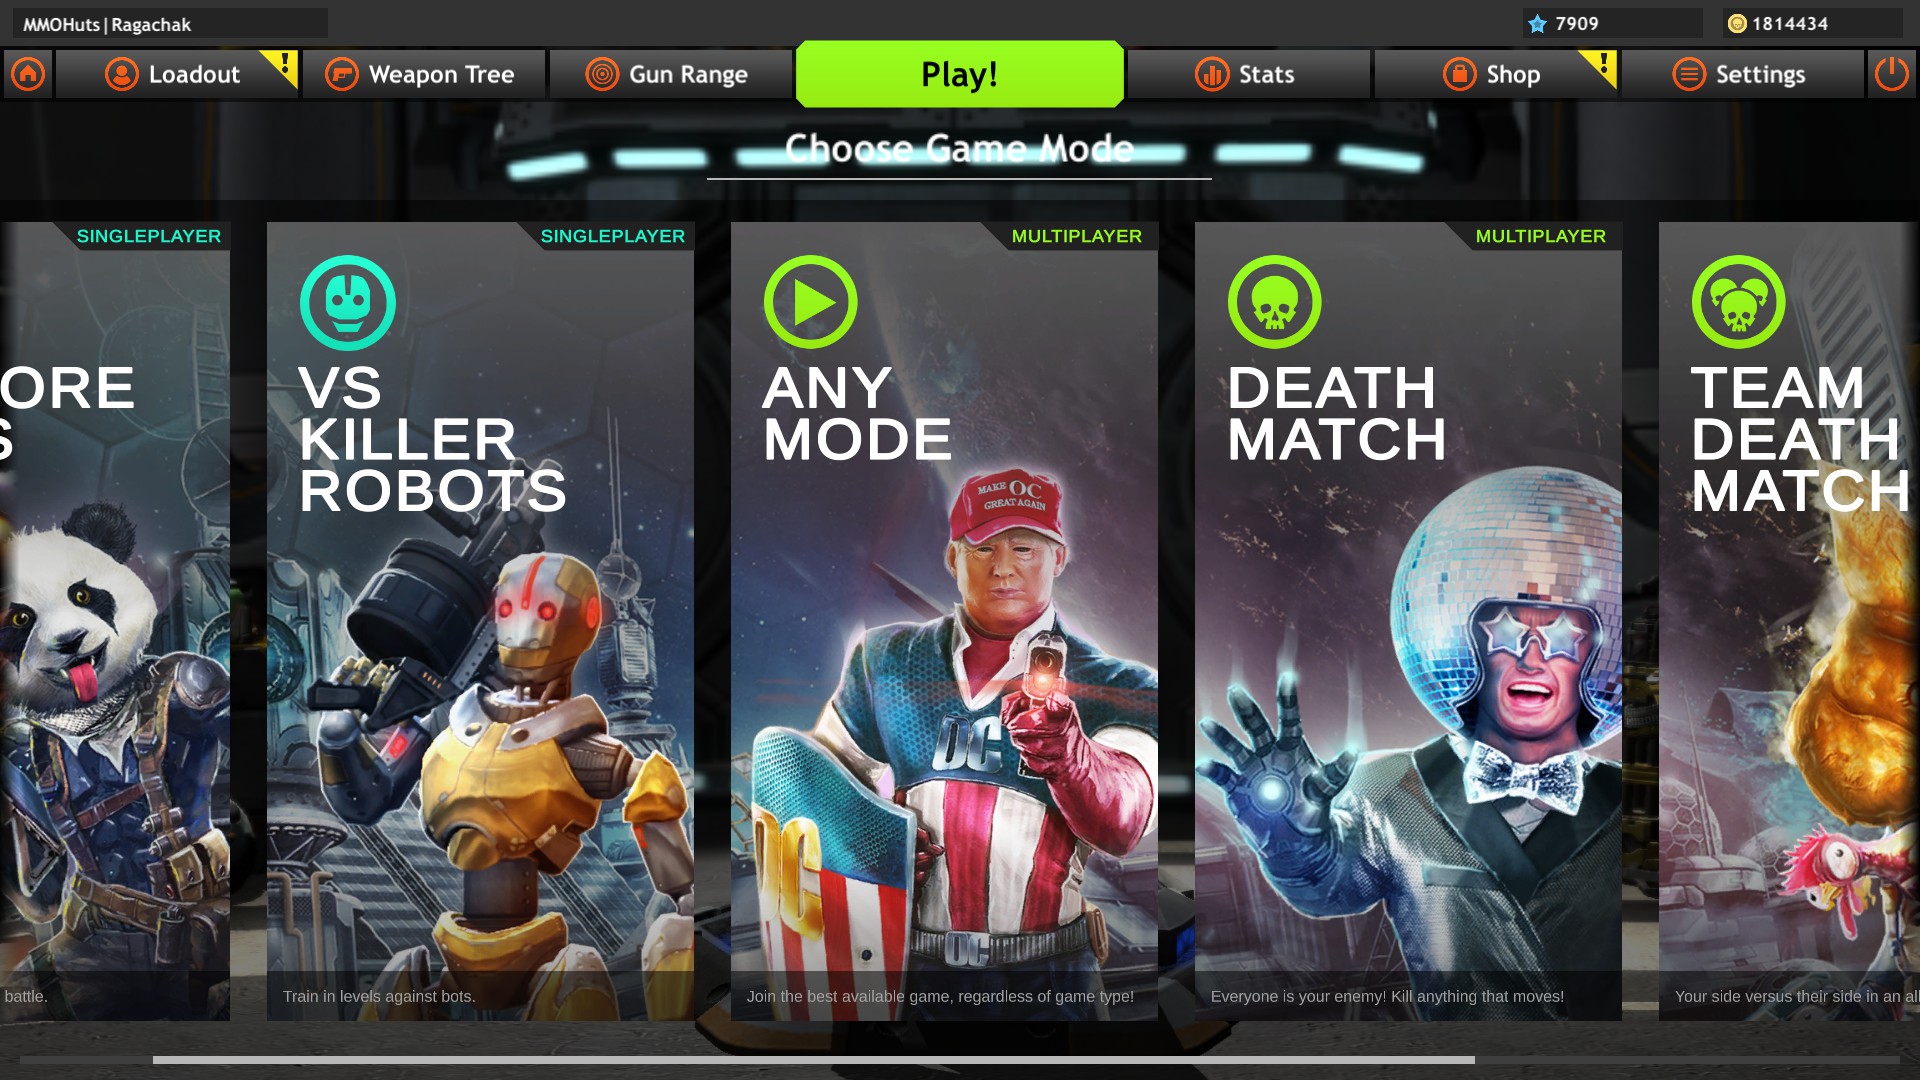 MMOHuts | Ragachak
7909
1814434
Loadout
!
Weapon Tree
Gun Range
Play!
Stats
Shop
!
Settings
Choose Game Mode
SINGLEPLAYER
ORE
S
battle.
SINGLEPLAYER
VS
KILLER
ROBOTS
Train in levels against bots.
MULTIPLAYER
ANY
MODE
MAKE OC
GREAT AGAIN
OC
OC
OC
Join the best available game, regardless of game type!
MULTIPLAYER
DEATH
MATCH
Everyone is your enemy! Kill anything that moves!
TEAM
DEATH
MATCH
Your side versus their side in an all